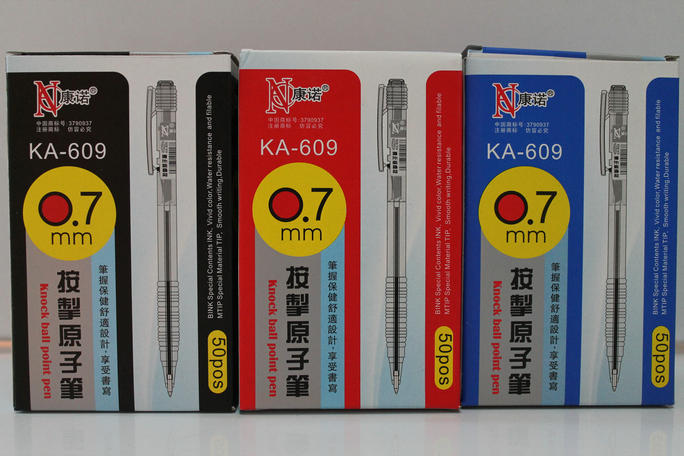 康诺®
中国商标号:3790937
注册商标 仿冒必究
KA-609
0.7
mm
按掣原子筆
Knock ball point pen
筆握保健舒適設計,享受書寫
BINK Special Contents INK, Vivid color,Water resistance and filable
MTIP Special Material TIP, Smooth writing,Durable
50pos
康诺®
中国商标号:3790937
注册商标 仿冒必究
KA-609
0.7
mm
按掣原子筆
Knock ball point pen
筆握保健舒適設計,享受書寫
BINK Special Contents INK, Vivid color,Water resistance and filable
MTIP Special Material TIP, Smooth writing,Durable
50pos
康诺®
中国商标号:3790937
注册商标 仿冒必究
KA-609
0.7
mm
按掣原子筆
Knock ball point pen
筆握保健舒適設計,享受書寫
BINK Special Contents INK, Vivid color,Water resistance and filable
MTIP Special Material TIP, Smooth writing,Durable
50pos